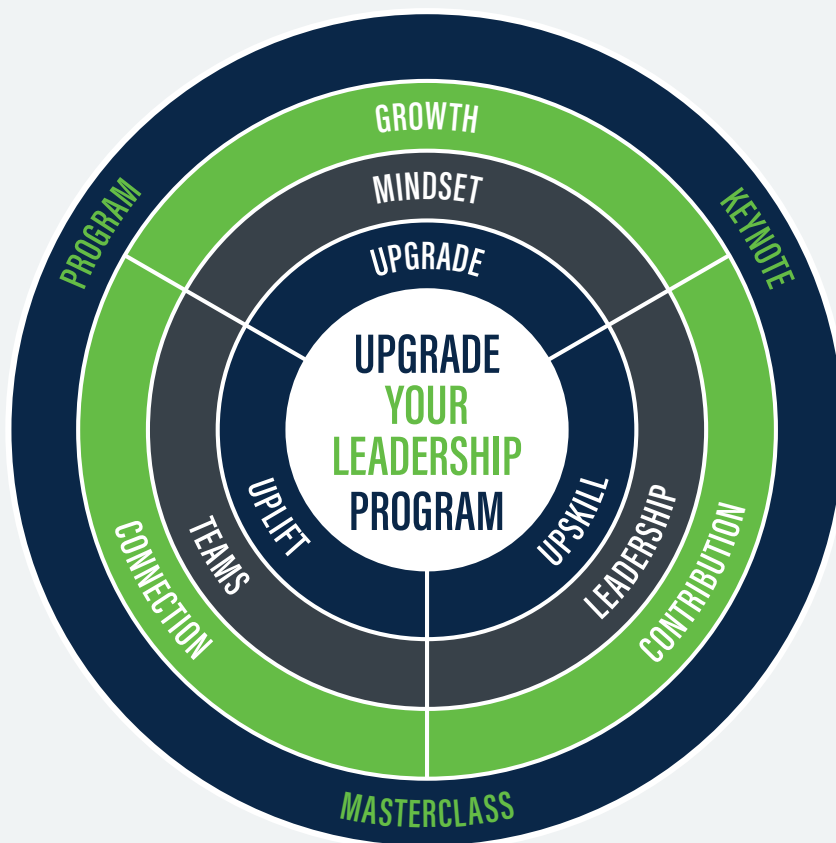 GROWTH
MINDSET
UPGRADE
PROGRAM
KEYNOTE
UPGRADE
YOUR
LEADERSHIP
PROGRAM
UPLIFT
TEAMS
CONNECTION
UPSKILL
LEADERSHIP
CONTRIBUTION
MASTERCLASS